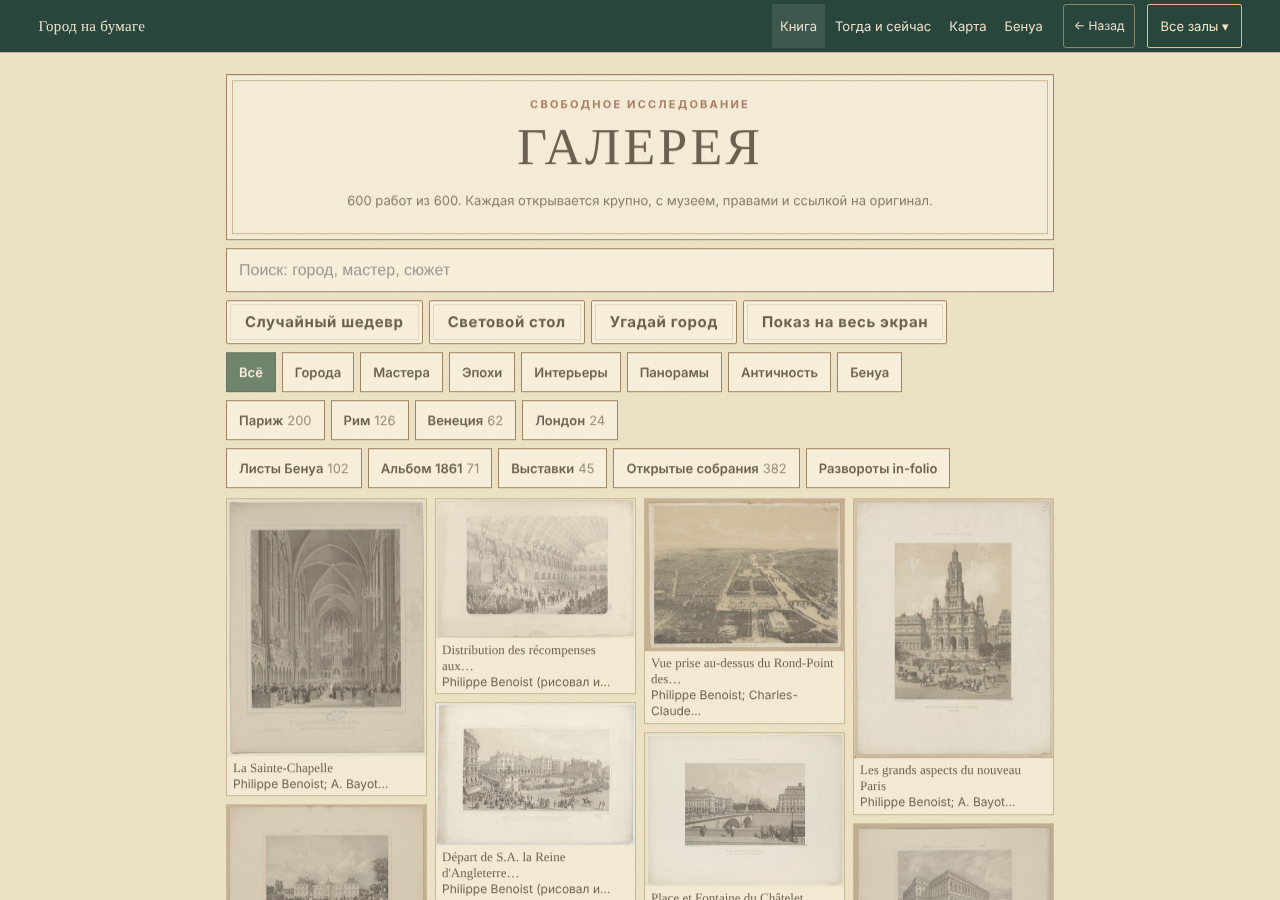 Город на бумаге
Книга Тогда и сейчас Карта Бенуа ← Назад Все залы ▾
СВОБОДНОЕ ИССЛЕДОВАНИЕ
ГАЛЕРЕЯ
600 работ из 600. Каждая открывается крупно, с музеем, правами и ссылкой на оригинал.
Поиск: город, мастер, сюжет
Случайный шедевр Световой стол Угадай город Показ на весь экран
Всё Города Мастера Эпохи Интерьеры Панорамы Античность Бенуа
Париж 200 Рим 126 Венеция 62 Лондон 24
Листы Бенуа 102 Альбом 1861 71 Выставки 45 Открытые собрания 382 Развороты in-folio
La Sainte-Chapelle
Philippe Benoist; A. Bayot...
Distribution des récompenses
aux…
Philippe Benoist (рисовал и...
Départ de S.A. la Reine
d'Angleterre…
Philippe Benoist (рисовал и...
Vue prise au-dessus du Rond-Point
des…
Philippe Benoist; Charles-
Claude...
Place et Fontaine du Châtelet
Les grands aspects du nouveau
Paris
Philippe Benoist; A. Bayot...